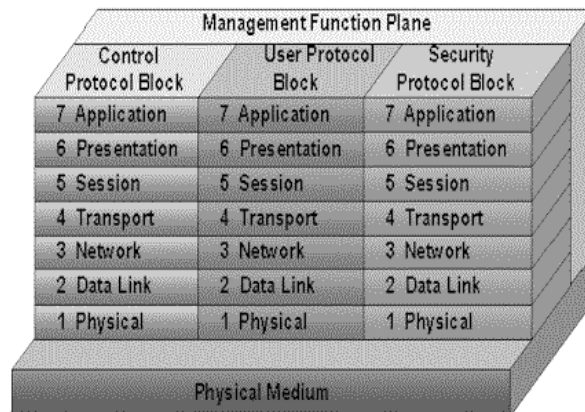 Management Function Plane
Control User Protocol Security
Protocol Block Block Protocol Block
7 Application 7 Application 7 Application
6 Presentation 6 Presentation 6 Presentation
5 Session 5 Session 5 Session
4 Transport 4 Transport 4 Transport
3 Network 3 Network 3 Network
2 Data Link 2 Data Link 2 Data Link
1 Physical 1 Physical 1 Physical
Physical Medium